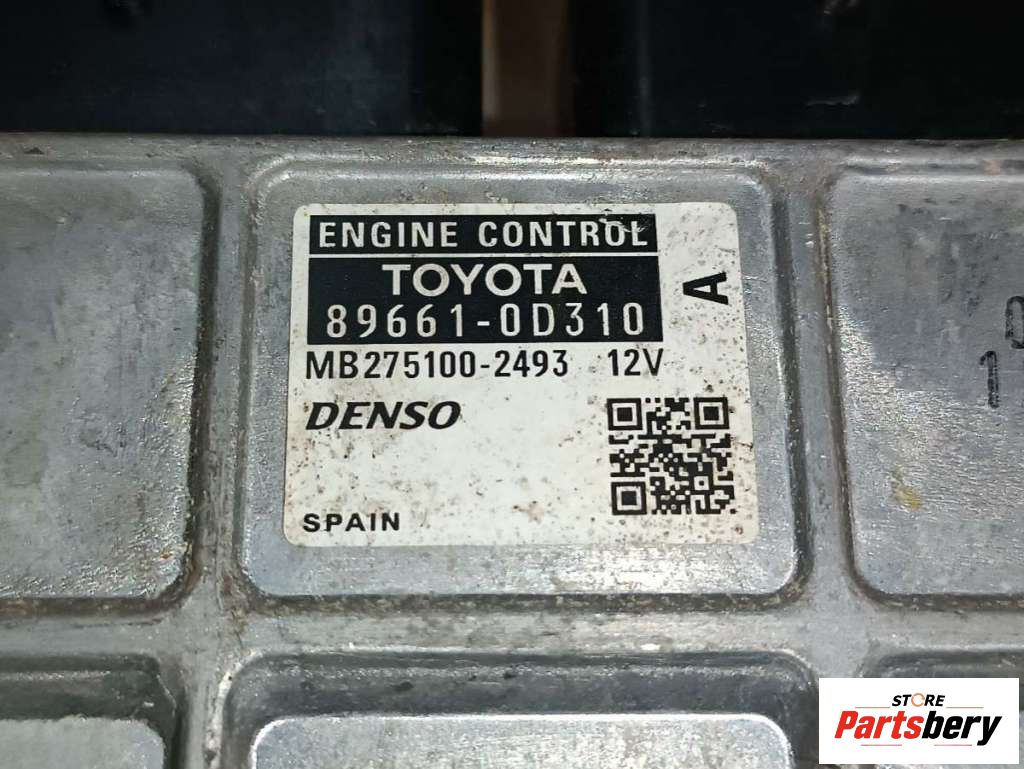 ENGINE CONTROL
TOYOTA
89661-0D310
A
MB275100-2493 12V
DENSO
SPAIN
STORE
Partsbery